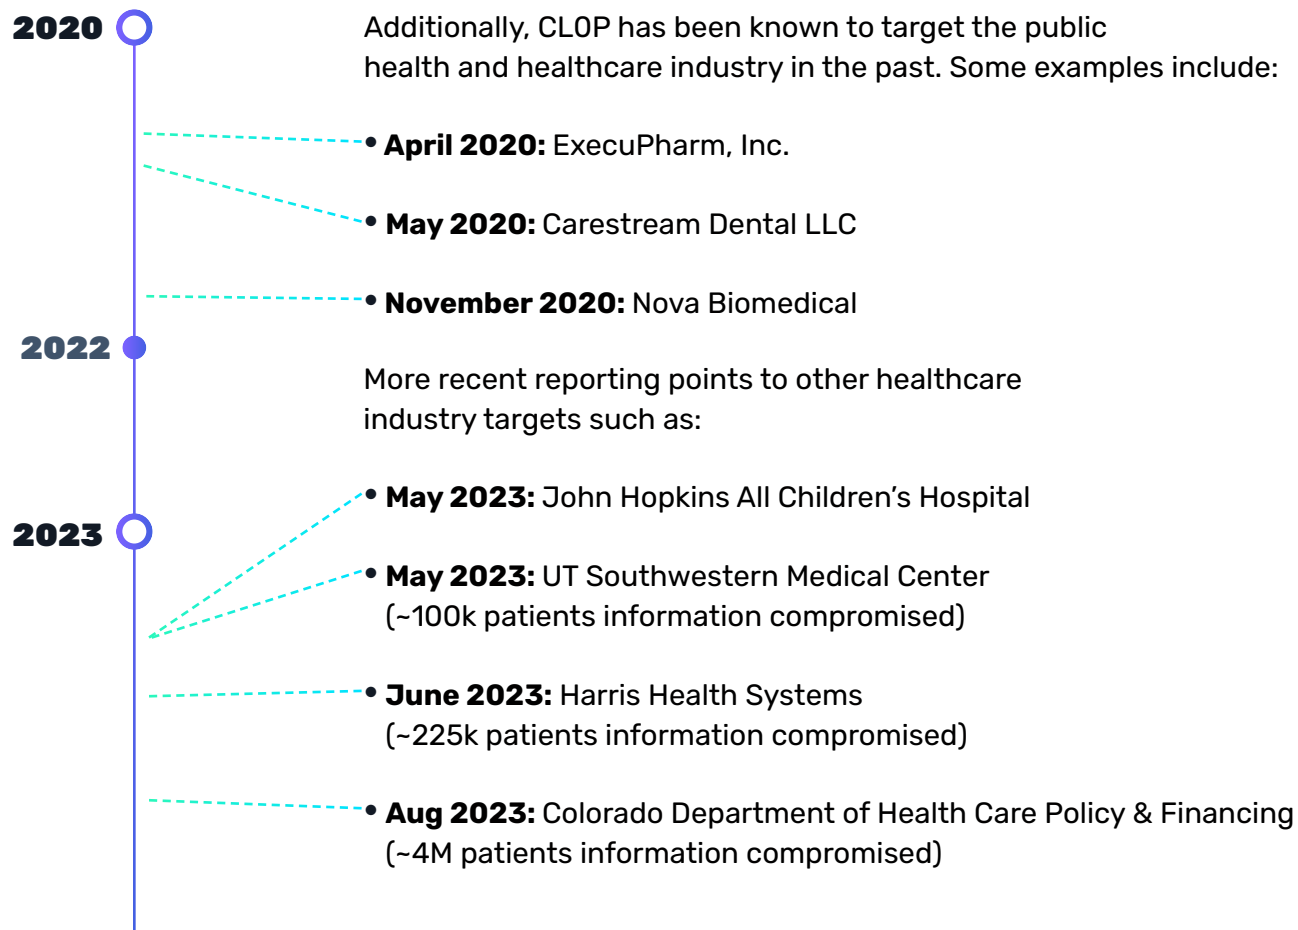 2020
Additionally, CL0P has been known to target the public
health and healthcare industry in the past. Some examples include:
• April 2020: ExecuPharm, Inc.
• May 2020: Carestream Dental LLC
• November 2020: Nova Biomedical
2022
More recent reporting points to other healthcare
industry targets such as:
• May 2023: John Hopkins All Children’s Hospital
2023
• May 2023: UT Southwestern Medical Center
(~100k patients information compromised)
• June 2023: Harris Health Systems
(~225k patients information compromised)
• Aug 2023: Colorado Department of Health Care Policy & Financing
(~4M patients information compromised)